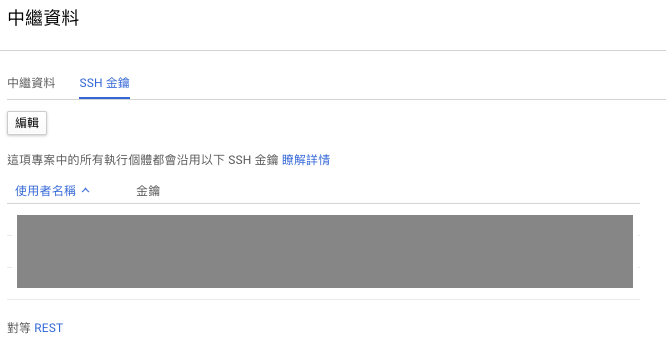 中繼資料
中繼資料 SSH 金鑰
編輯
這項專案中的所有執行個體都會沿用以下 SSH 金鑰 瞭解詳情
使用者名稱 金鑰
對等 REST